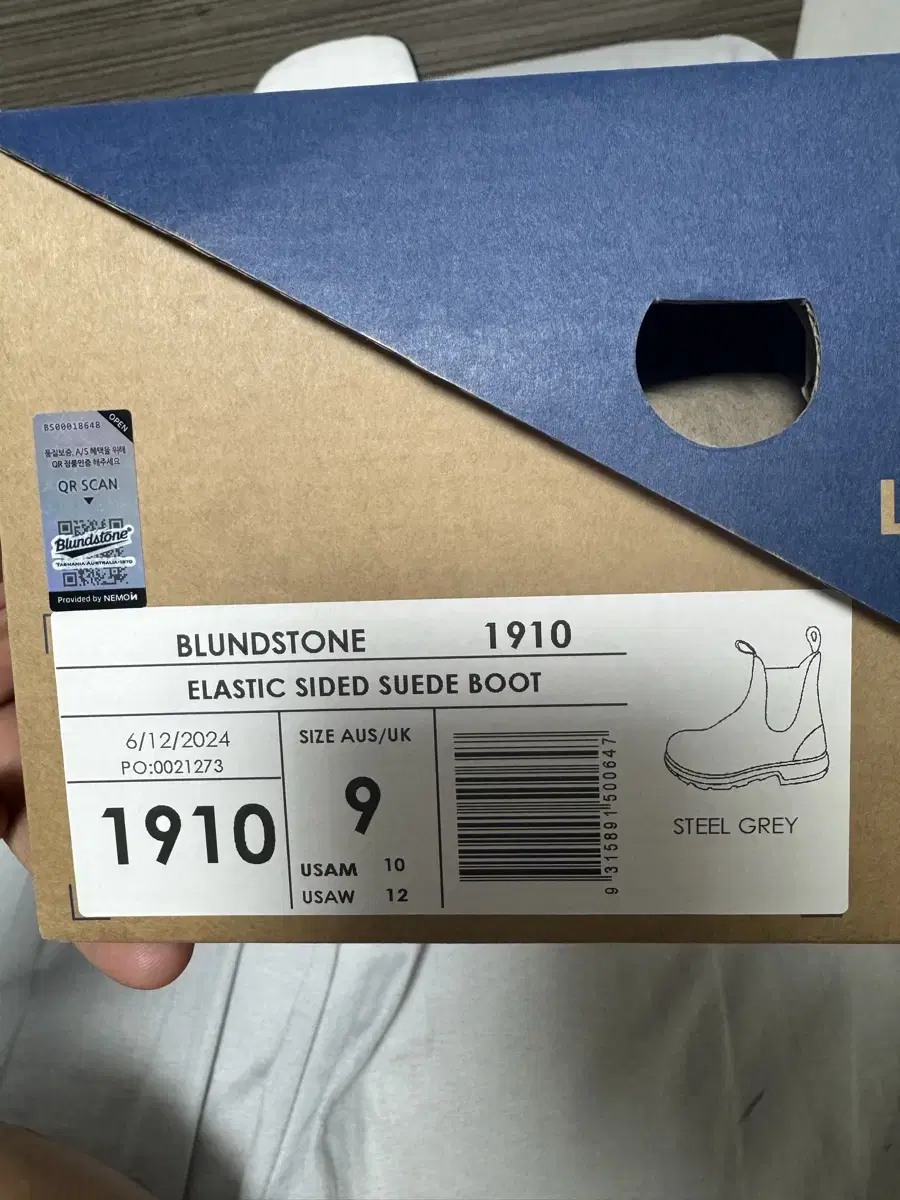 L
BS00018648
OPEN
품질보증, A/S 혜택을 위해
QR 정품인증 해주세요
QR SCAN
Blundstone®
TASMANIA AUSTRALIA·1870
Provided by NEMOИ
BLUNDSTONE 1910
ELASTIC SIDED SUEDE BOOT
6/12/2024
PO:0021273
1910
SIZE AUS/UK
9
USAM 10
USAW 12
9 315891 500647
STEEL GREY